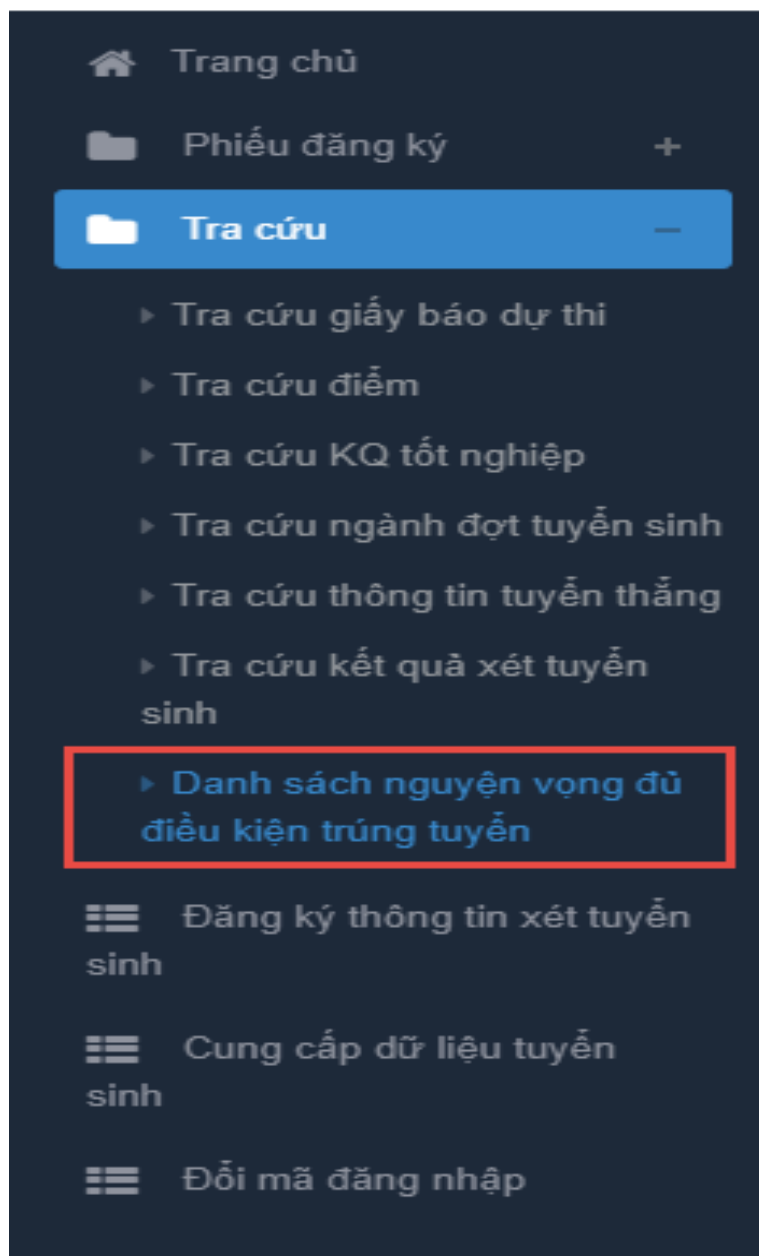 Trang chủ
Phiếu đăng ký
Tra cứu
Tra cứu giấy báo dự thi
Tra cứu điểm
Tra cứu KQ tốt nghiệp
Tra cứu ngành đợt tuyển sinh
Tra cứu thông tin tuyển thẳng
Tra cứu kết quả xét tuyển
sinh
Danh sách nguyện vọng đủ
điều kiện trúng tuyển
Đăng ký thông tin xét tuyển
sinh
Cung cấp dữ liệu tuyển
sinh
Đổi mã đăng nhập